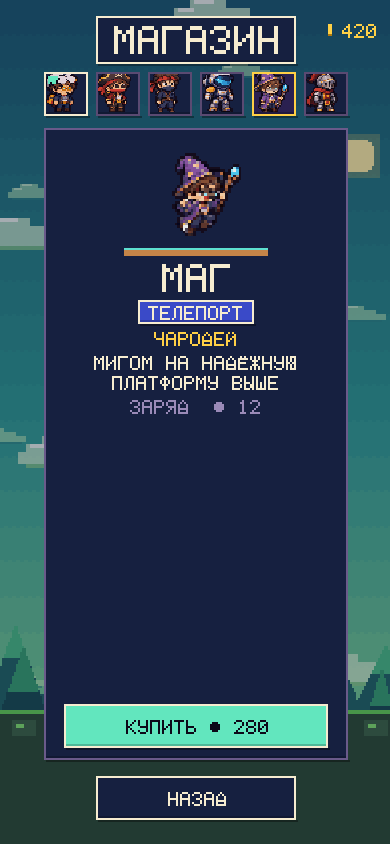 МАГАЗИН
420
МАГ
ТЕЛЕПОРТ
ЧАРОДЕЙ
МИГОМ НА НАДЁЖНУЮ
ПЛАТФОРМУ ВЫШЕ
ЗАРЯД ● 12
КУПИТЬ ● 280
НАЗАД